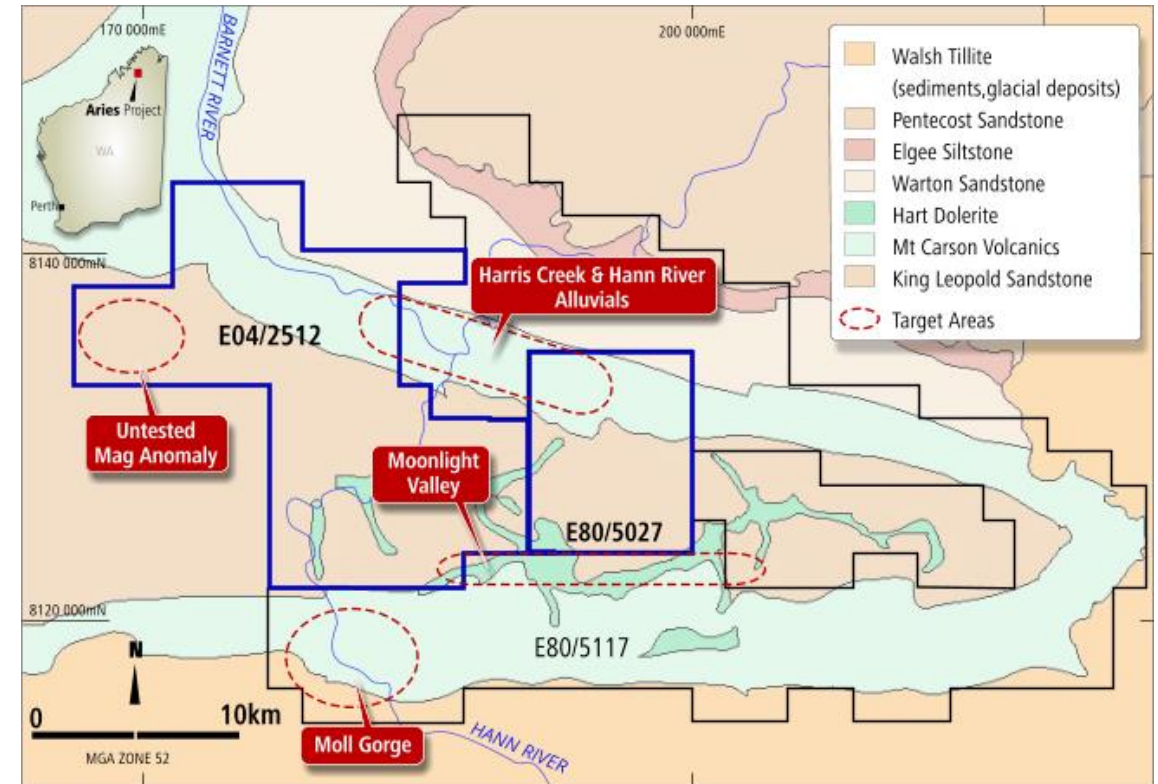 170 000mE
200 000mE
BARNETT RIVER
Aries Project
WA
Perth
Walsh Tillite
(sediments,glacial deposits)
Pentecost Sandstone
Elgee Siltstone
Warton Sandstone
Hart Dolerite
Mt Carson Volcanics
King Leopold Sandstone
Target Areas
8140 000mN
Harris Creek & Hann River
Alluvials
E04/2512
Untested
Mag Anomaly
Moonlight
Valley
E80/5027
8120 000mN
E80/5117
N
0
10km
MGA ZONE 52
Moll Gorge
HANN RIVER